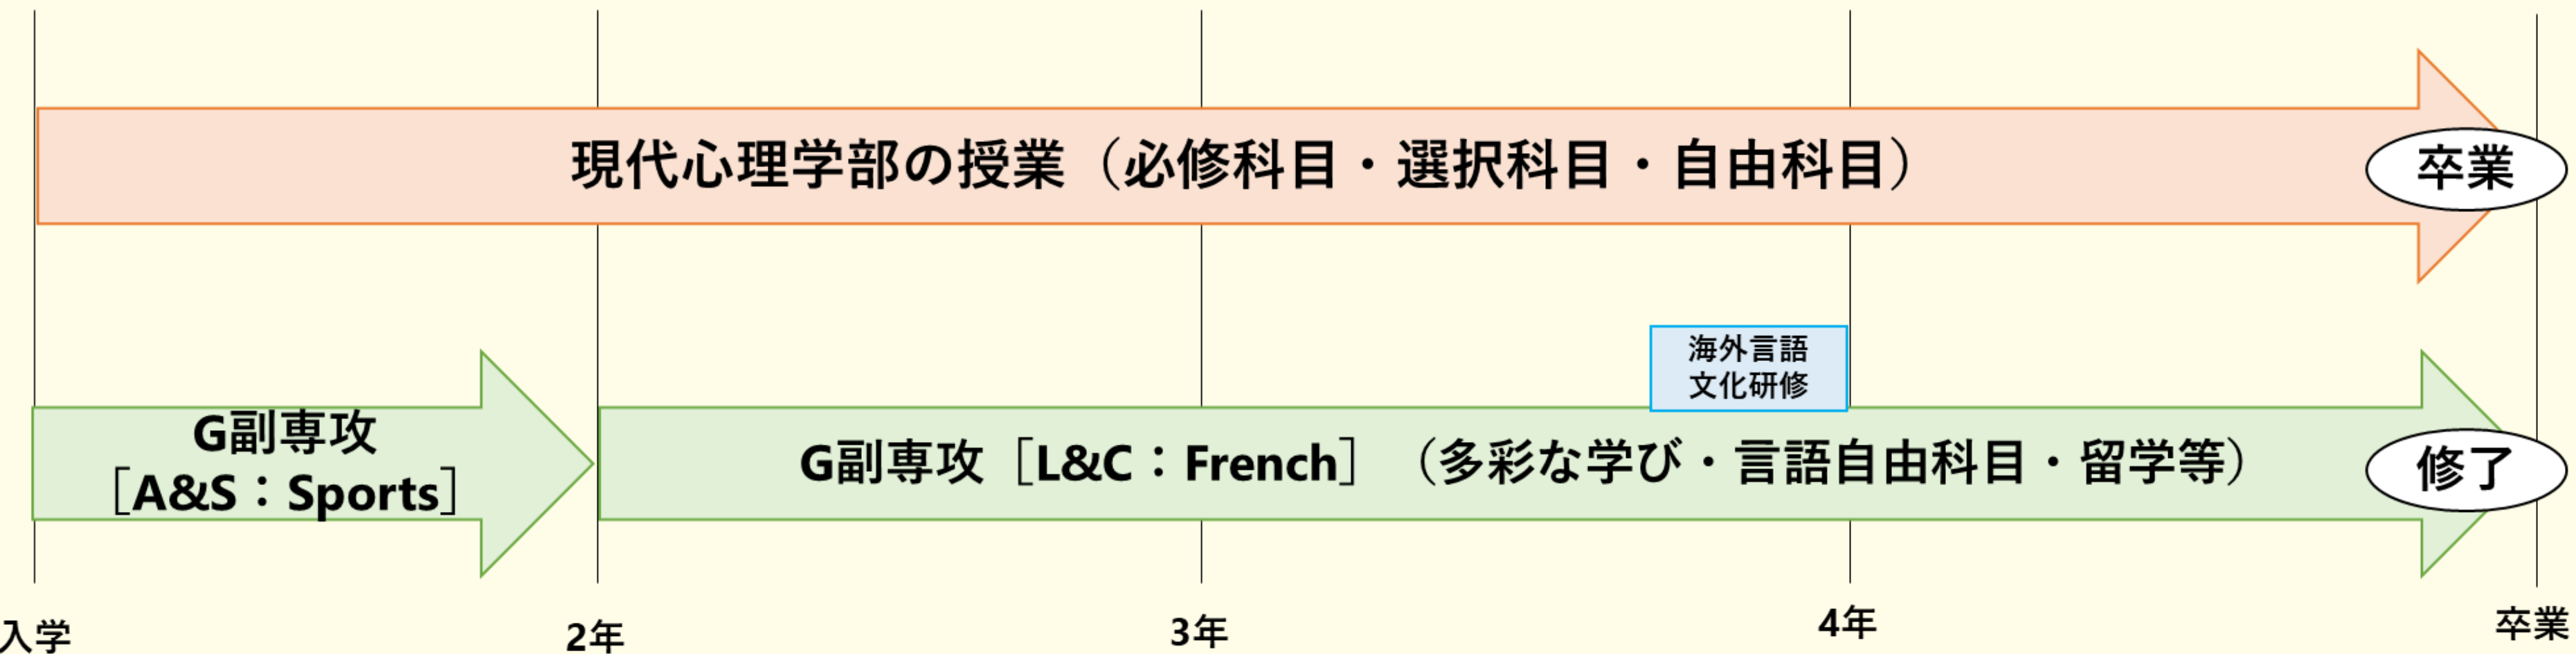 現代心理学部の授業（必修科目・選択科目・自由科目）
卒業
海外言語
文化研修
G副専攻
［A&S：Sports］
G副専攻［L&C：French］（多彩な学び・言語自由科目・留学等）
修了
入学
2年
3年
4年
卒業